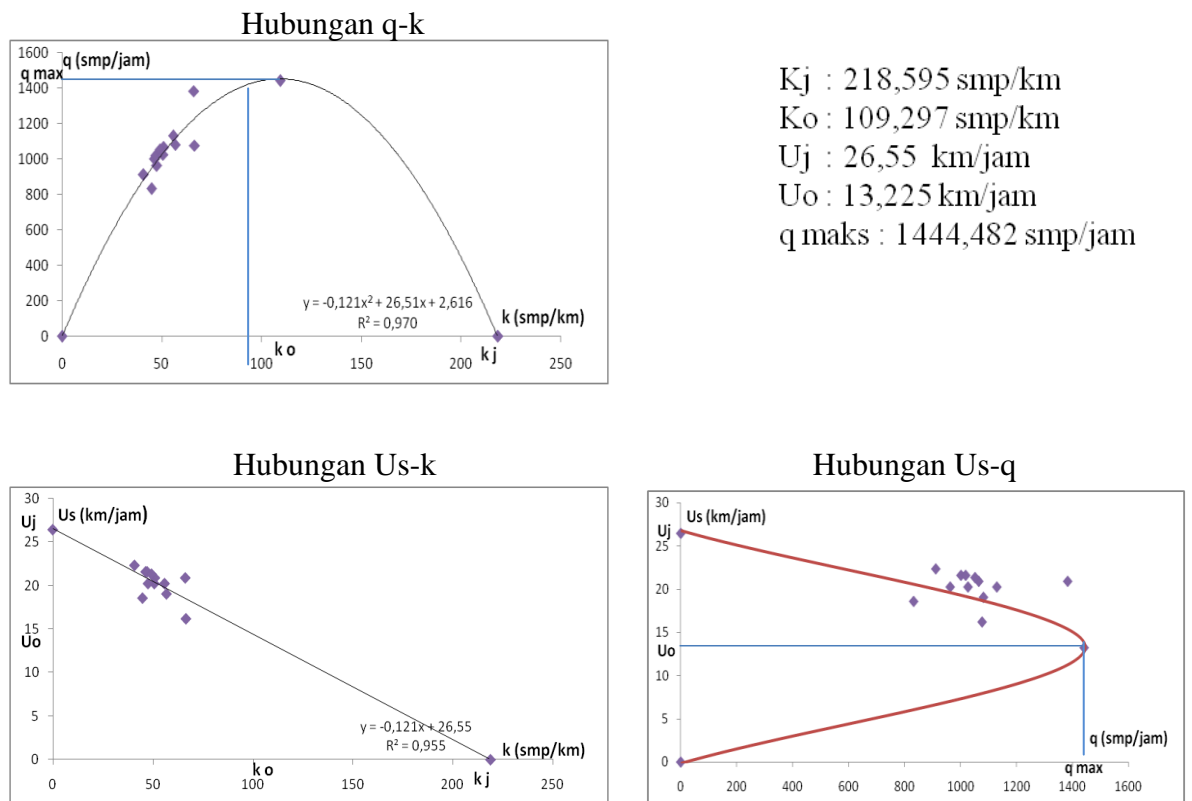 Hubungan q-k
1600
1400
1200
1000
800
600
400
200
0
q (smp/jam)
q max
y = -0,121x² + 26,51x + 2,616
R² = 0,970
k (smp/km)
k o
k j
0 50 100 150 200 250
Kj : 218,595 smp/km
Ko : 109,297 smp/km
Uj : 26,55 km/jam
Uo : 13,225 km/jam
q maks : 1444,482 smp/jam
Hubungan Us-k
30
25
20
15
10
5
0
Uj
Us (km/jam)
Uo
y = -0,121x + 26,55
R² = 0,955
k (smp/km)
k o
k j
0 50 100 150 200 250
Hubungan Us-q
30
25
20
15
10
5
0
Us (km/jam)
Uj
Uo
q (smp/jam)
q max
0 200 400 600 800 1000 1200 1400 1600